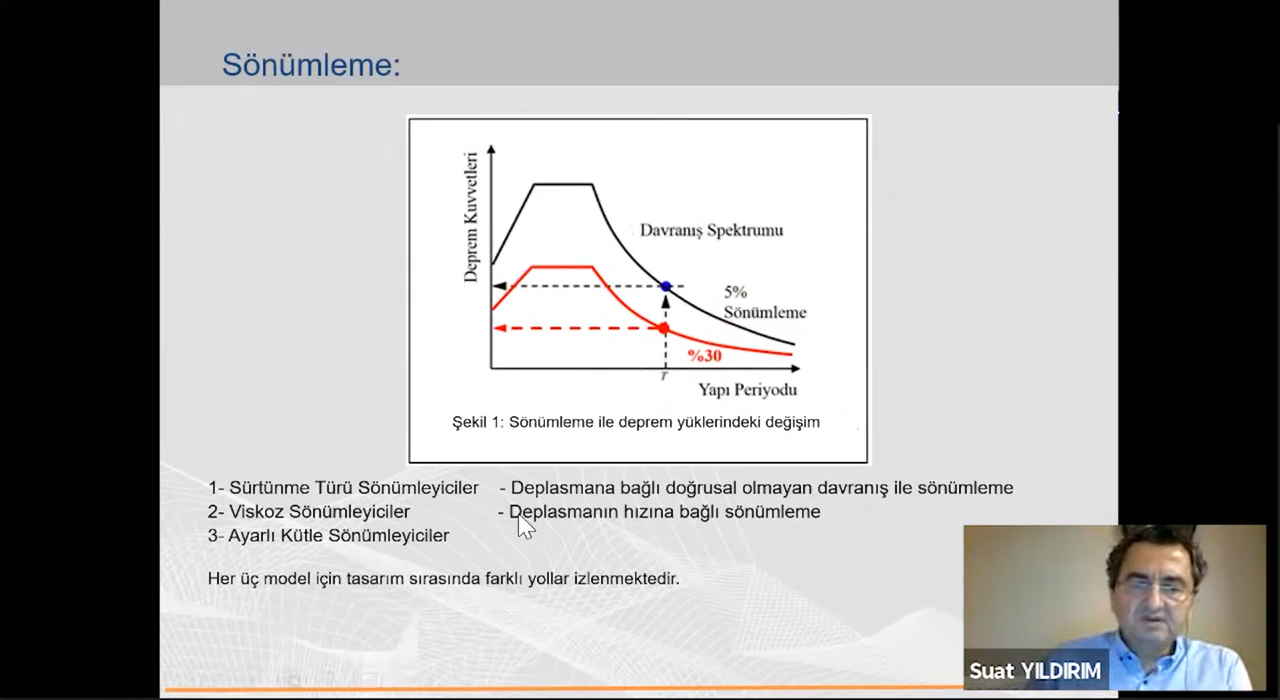 Sönümleme:
Deprem Kuvvetleri
Davranış Spektrumu
5%
Sönümleme
%30
T
Yapı Periyodu
Şekil 1: Sönümleme ile deprem yüklerindeki değişim
1- Sürtünme Türü Sönümleyiciler - Deplasmana bağlı doğrusal olmayan davranış ile sönümleme
2- Viskoz Sönümleyiciler - Deplasmanın hızına bağlı sönümleme
3- Ayarlı Kütle Sönümleyiciler
Her üç model için tasarım sırasında farklı yollar izlenmektedir.
Suat YILDIRIM